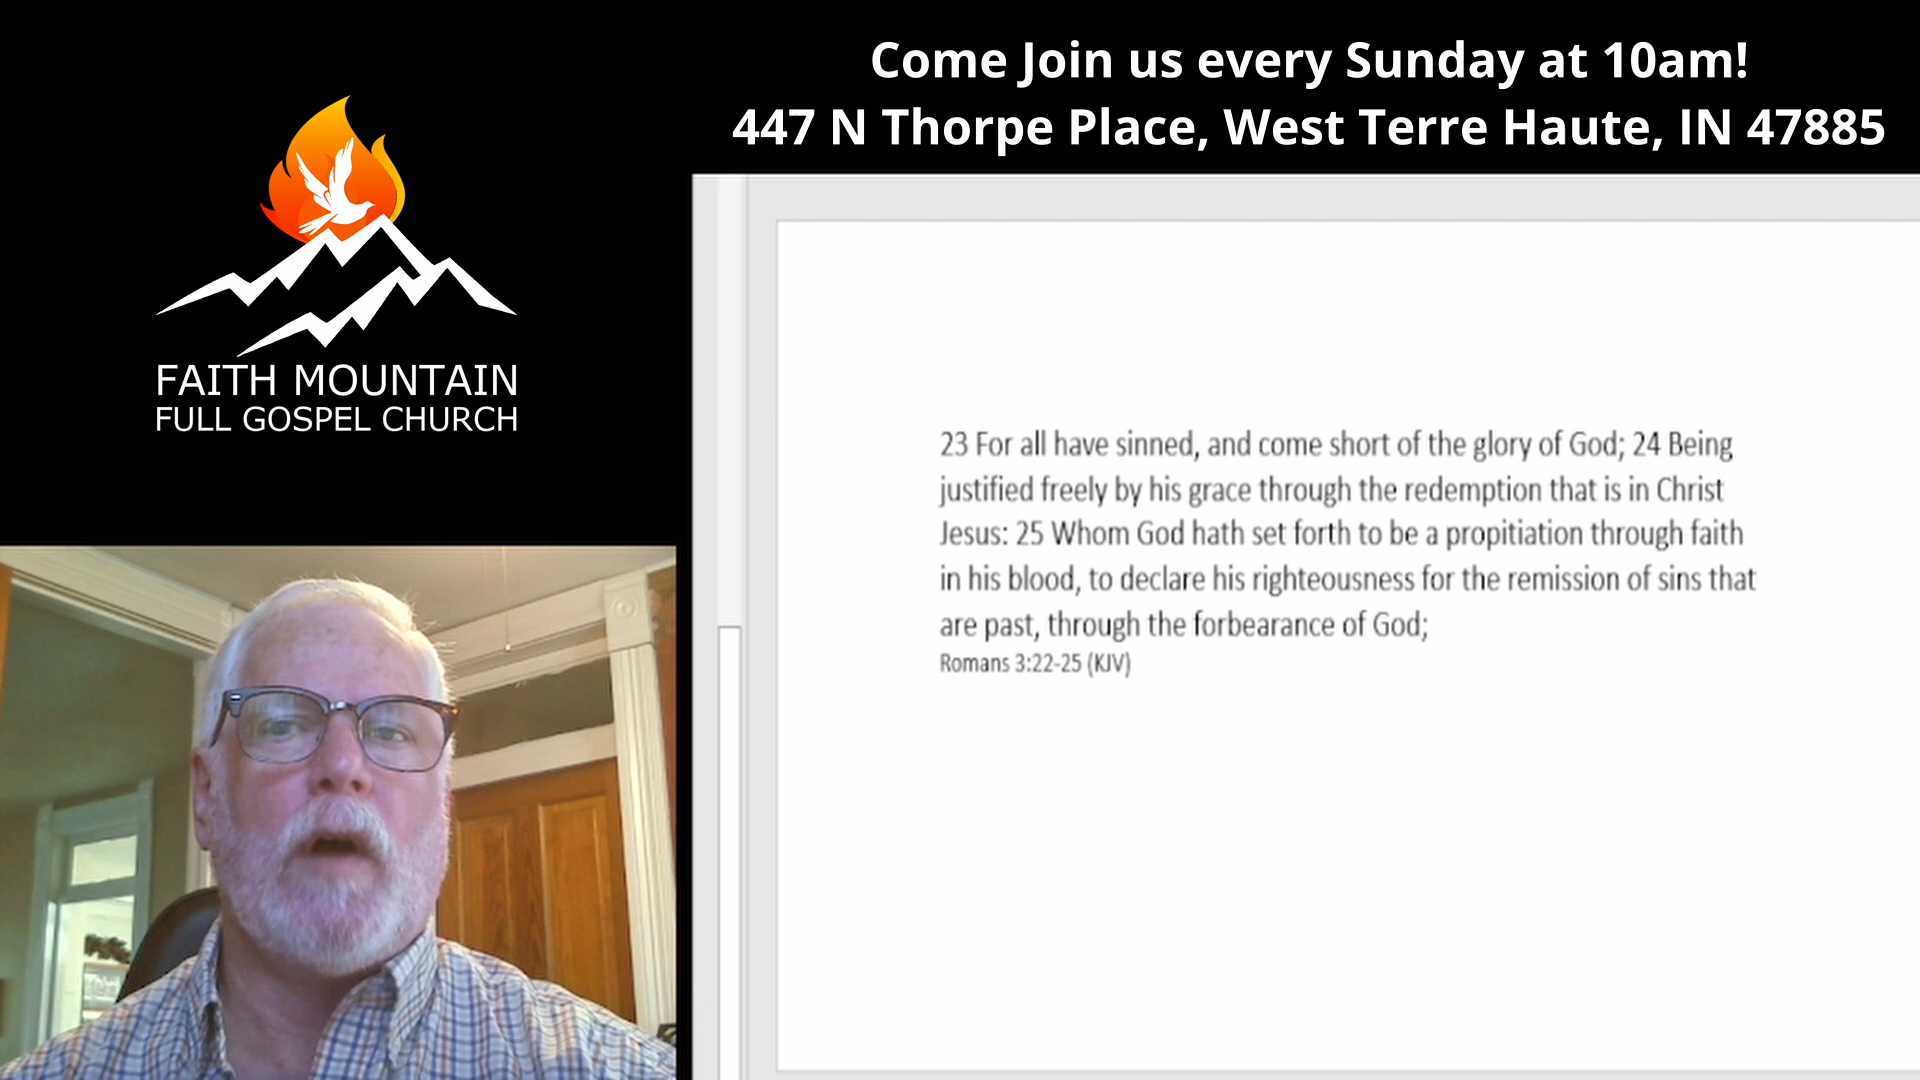 Come Join us every Sunday at 10am!
447 N Thorpe Place, West Terre Haute, IN 47885
FAITH MOUNTAIN
FULL GOSPEL CHURCH
23 For all have sinned, and come short of the glory of God; 24 Being
justified freely by his grace through the redemption that is in Christ
Jesus: 25 Whom God hath set forth to be a propitiation through faith
in his blood, to declare his righteousness for the remission of sins that
are past, through the forbearance of God;
Romans 3:22-25 (KJV)